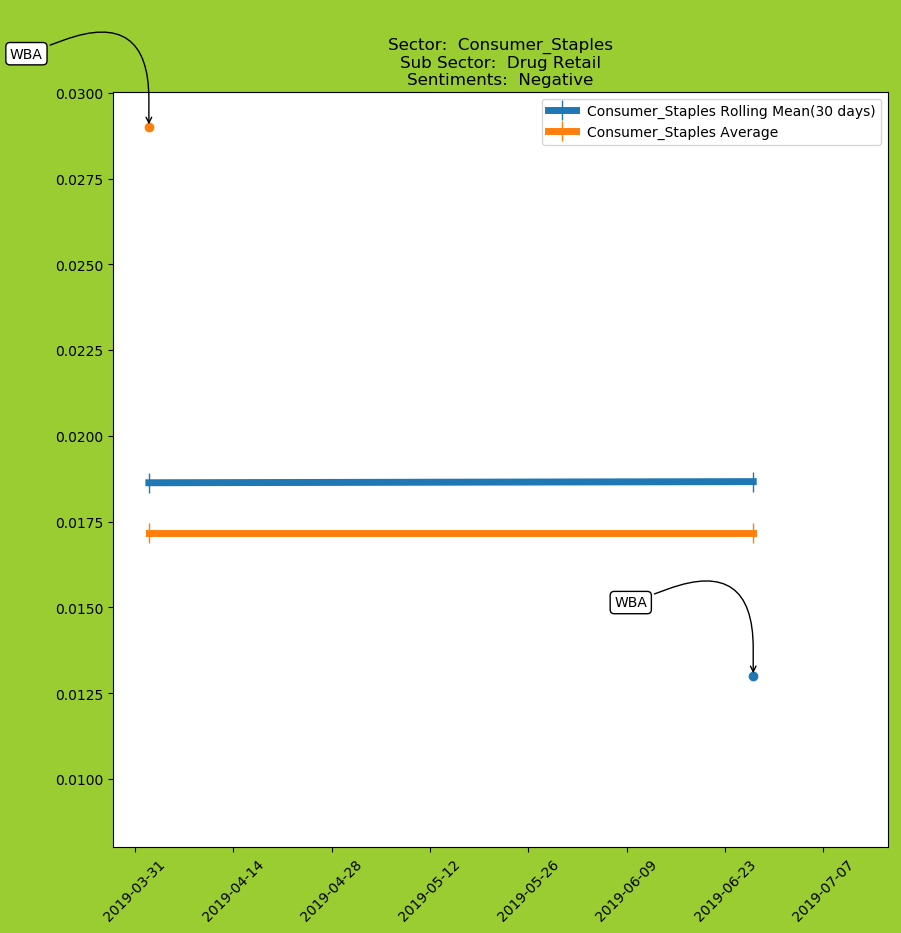 WBA
Sector:  Consumer_Staples
Sub Sector:  Drug Retail
Sentiments:  Negative
Consumer_Staples Rolling Mean(30 days)
Consumer_Staples Average
0.0300
0.0275
0.0250
0.0225
0.0200
0.0175
0.0150
0.0125
0.0100
WBA
2019-03-31
2019-04-14
2019-04-28
2019-05-12
2019-05-26
2019-06-09
2019-06-23
2019-07-07